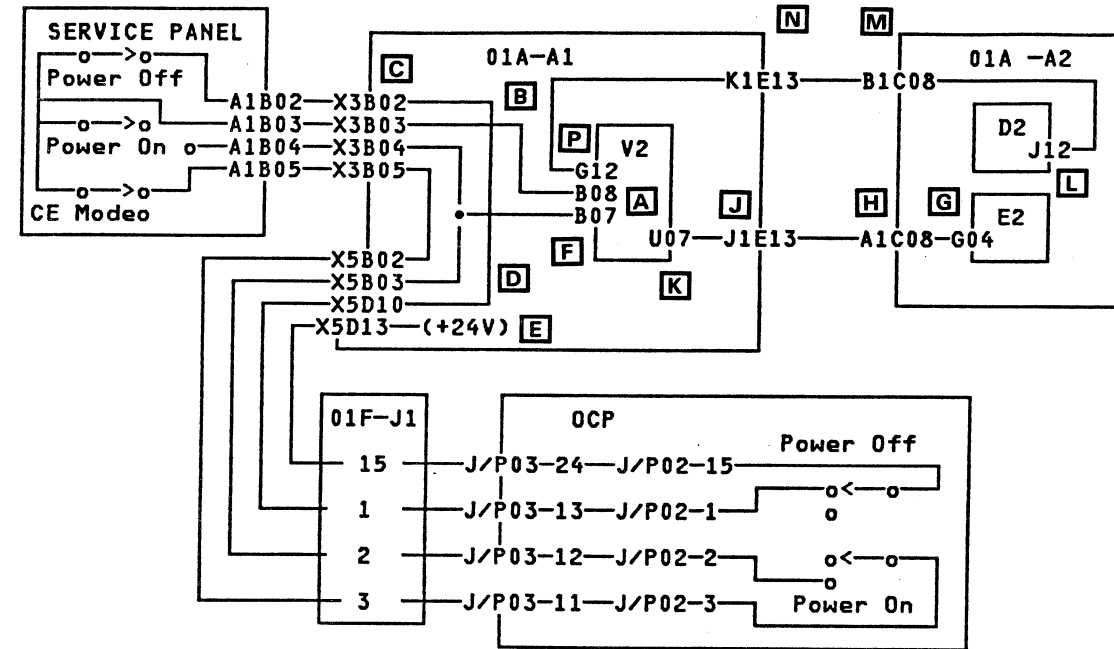 SERVICE PANEL
Power Off
Power On
CE Modeo
A1B02 X3B02
A1B03 X3B03
A1B04 X3B04
A1B05 X3B05
C
01A-A1
B
N
M
K1E13
B1C08
01A -A2
P
V2
G12
B08
B07
A
F
U07
J
J1E13
K
H
A1C08
G
G04
D2
J12
L
E2
X5B02
X5B03
X5D10
X5D13 (+24V)
D
E
01F-J1
15
1
2
3
OCP
Power Off
J/P03-24 J/P02-15
J/P03-13 J/P02-1
J/P03-12 J/P02-2
J/P03-11 J/P02-3
Power On